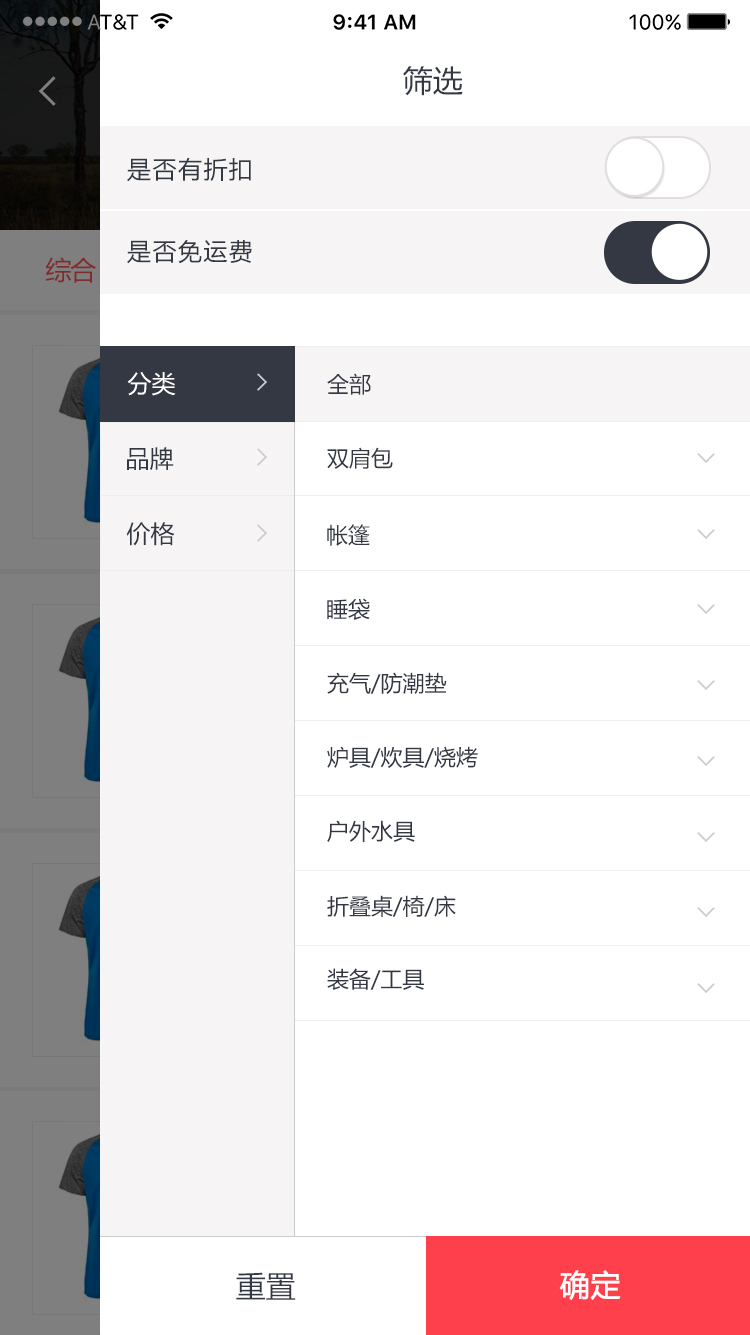 AT&T 9:41 AM 100%
筛选
是否有折扣
是否免运费
综合
分类
品牌
价格
全部
双肩包
帐篷
睡袋
充气/防潮垫
炉具/炊具/烧烤
户外水具
折叠桌/椅/床
装备/工具
重置
确定